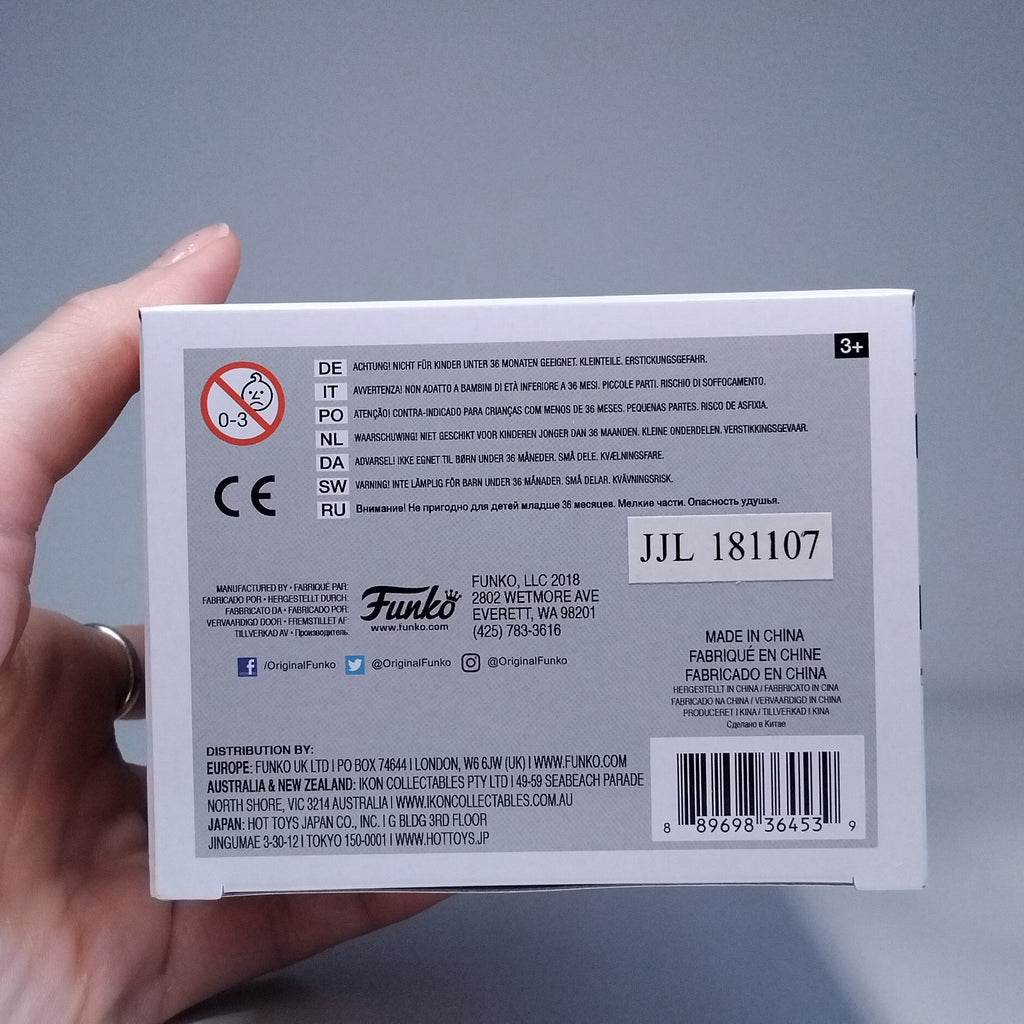 3+
0-3
DE ACHTUNG! NICHT FÜR KINDER UNTER 36 MONATEN GEEIGNET. KLEINTEILE. ERSTICKUNGSGEFAHR.
IT AVVERTENZA! NON ADATTO A BAMBINI DI ETÀ INFERIORE A 36 MESI. PICCOLE PARTI. RISCHIO DI SOFFOCAMENTO.
PO ATENÇÃO! CONTRA-INDICADO PARA CRIANÇAS COM MENOS DE 36 MESES. PEQUENAS PARTES. RISCO DE ASFIXIA.
NL WAARSCHUWING! NIET GESCHIKT VOOR KINDEREN JONGER DAN 36 MAANDEN. KLEINE ONDERDELEN. VERSTIKKINGSGEVAAR.
DA ADVARSEL! IKKE EGNET TIL BØRN UNDER 36 MÅNEDER. SMÅ DELE. KVÆLNINGSFARE.
SW VARNING! INTE LÄMPLIG FÖR BARN UNDER 36 MÅNADER. SMÅ DELAR. KVÄVNINGSRISK.
RU Внимание! Не пригодно для детей младше 36 месяцев. Мелкие части. Опасность удушья.
CE
JJL 181107
MANUFACTURED BY • FABRIQUÉ PAR:
FABRICADO POR • HERGESTELLT DURCH:
FABBRICATO DA • FABRICADO POR:
VERVAARDIGD DOOR • FREMSTILLET AF:
TILLVERKAD AV • Производитель:
Funko
www.funko.com
FUNKO, LLC 2018
2802 WETMORE AVE
EVERETT, WA 98201
(425) 783-3616
f /OriginalFunko @OriginalFunko @OriginalFunko
MADE IN CHINA
FABRIQUÉ EN CHINE
FABRICADO EN CHINA
HERGESTELLT IN CHINA / FABBRICATO IN CINA
FABRICADO NA CHINA / VERVAARDIGD IN CHINA
PRODUCERET I KINA / TILLVERKAD I KINA
Сделано в Китае
DISTRIBUTION BY:
EUROPE: FUNKO UK LTD | PO BOX 74644 | LONDON, W6 6JW (UK) | WWW.FUNKO.COM
AUSTRALIA & NEW ZEALAND: IKON COLLECTABLES PTY LTD | 49-59 SEABEACH PARADE
NORTH SHORE, VIC 3214 AUSTRALIA | WWW.IKONCOLLECTABLES.COM.AU
JAPAN: HOT TOYS JAPAN CO., INC. | G BLDG 3RD FLOOR
JINGUMAE 3-30-12 | TOKYO 150-0001 | WWW.HOTTOYS.JP
8 89698 36453 9